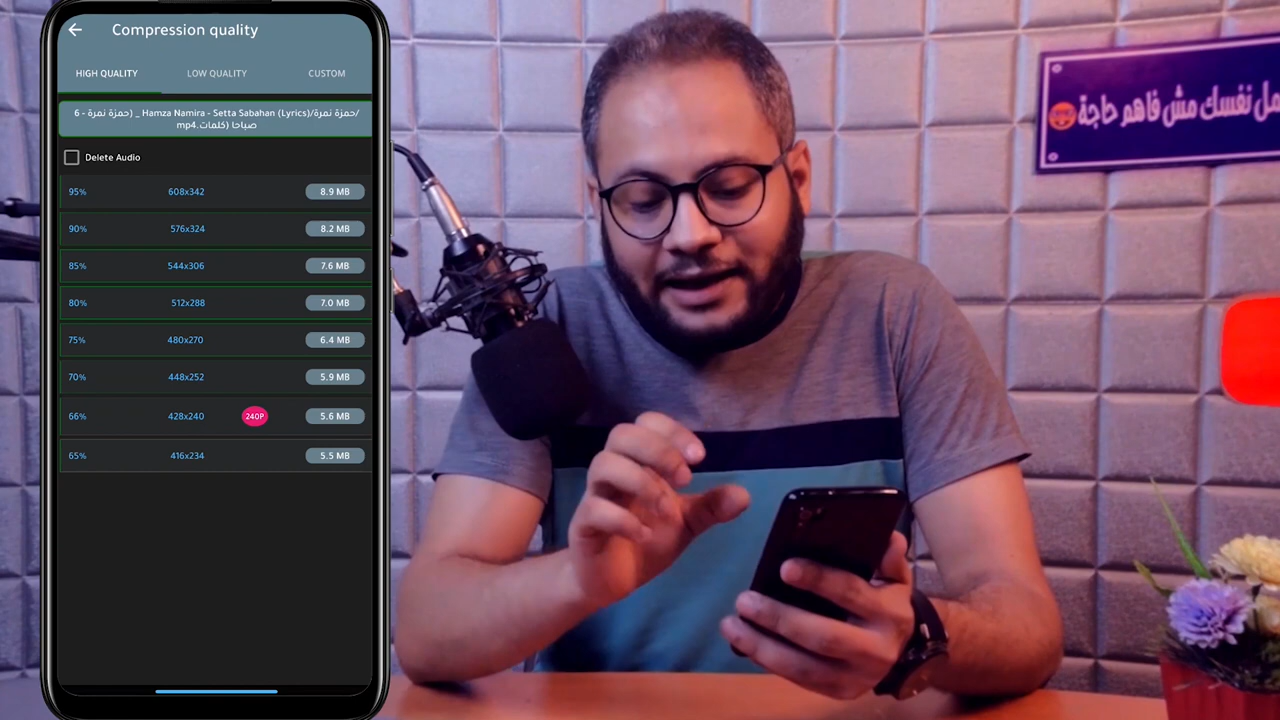 Compression quality
HIGH QUALITY
LOW QUALITY
CUSTOM
6 - حمزة نمرة) _ Hamza Namira - Setta Sabahan (Lyrics)/حمزة نمرة/
صباحا (كلمات.mp4
Delete Audio
95% 608x342 8.9 MB
90% 576x324 8.2 MB
85% 544x306 7.6 MB
80% 512x288 7.0 MB
75% 480x270 6.4 MB
70% 448x252 5.9 MB
66% 428x240 240P 5.6 MB
65% 416x234 5.5 MB
نفسك مش فاهم حاجة